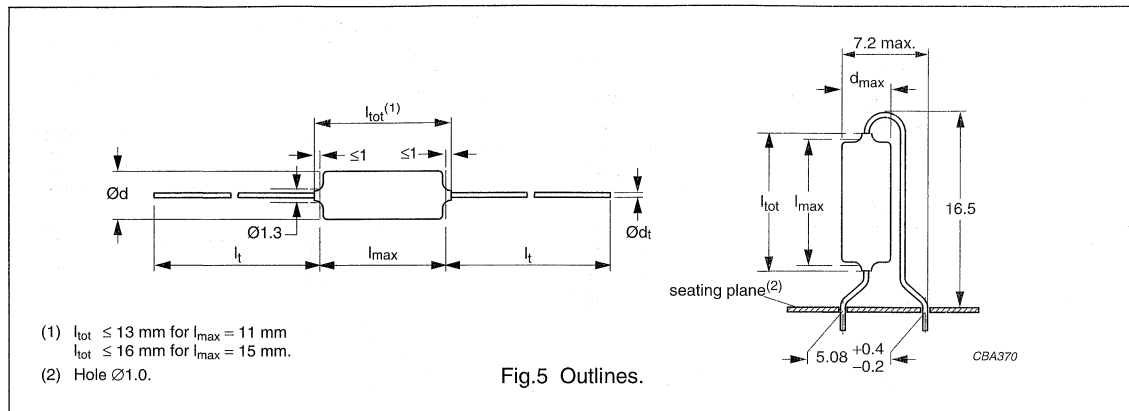 l_tot(1)
≤1
≤1
Ød
Ø1.3
Ødt
lt
lmax
lt
7.2 max.
dmax
ltot
lmax
16.5
seating plane(2)
5.08 +0.4 −0.2
CBA370
(1) ltot ≤ 13 mm for lmax = 11 mm
ltot ≤ 16 mm for lmax = 15 mm.
(2) Hole Ø1.0.
Fig.5 Outlines.